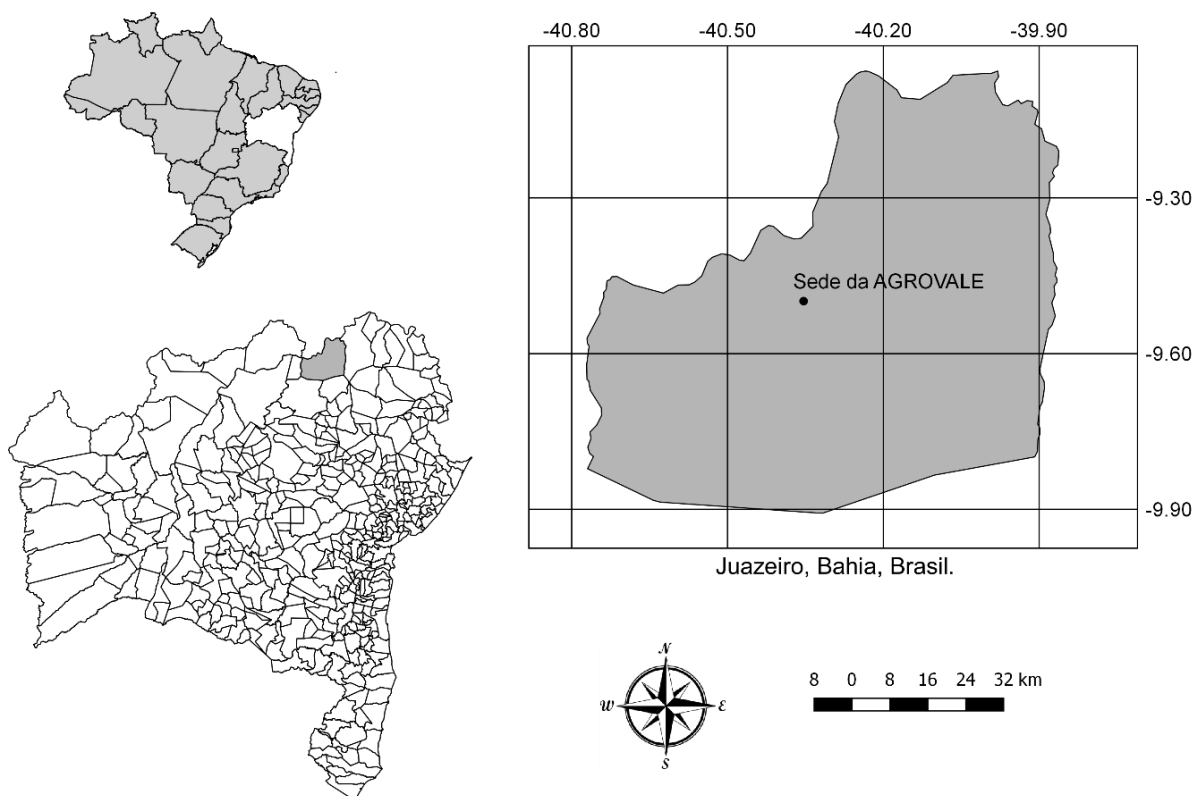 -40.80 -40.50 -40.20 -39.90
-9.30
Sede da AGROVALE
-9.60
-9.90
Juazeiro, Bahia, Brasil.
N
W E
S
8 0 8 16 24 32 km